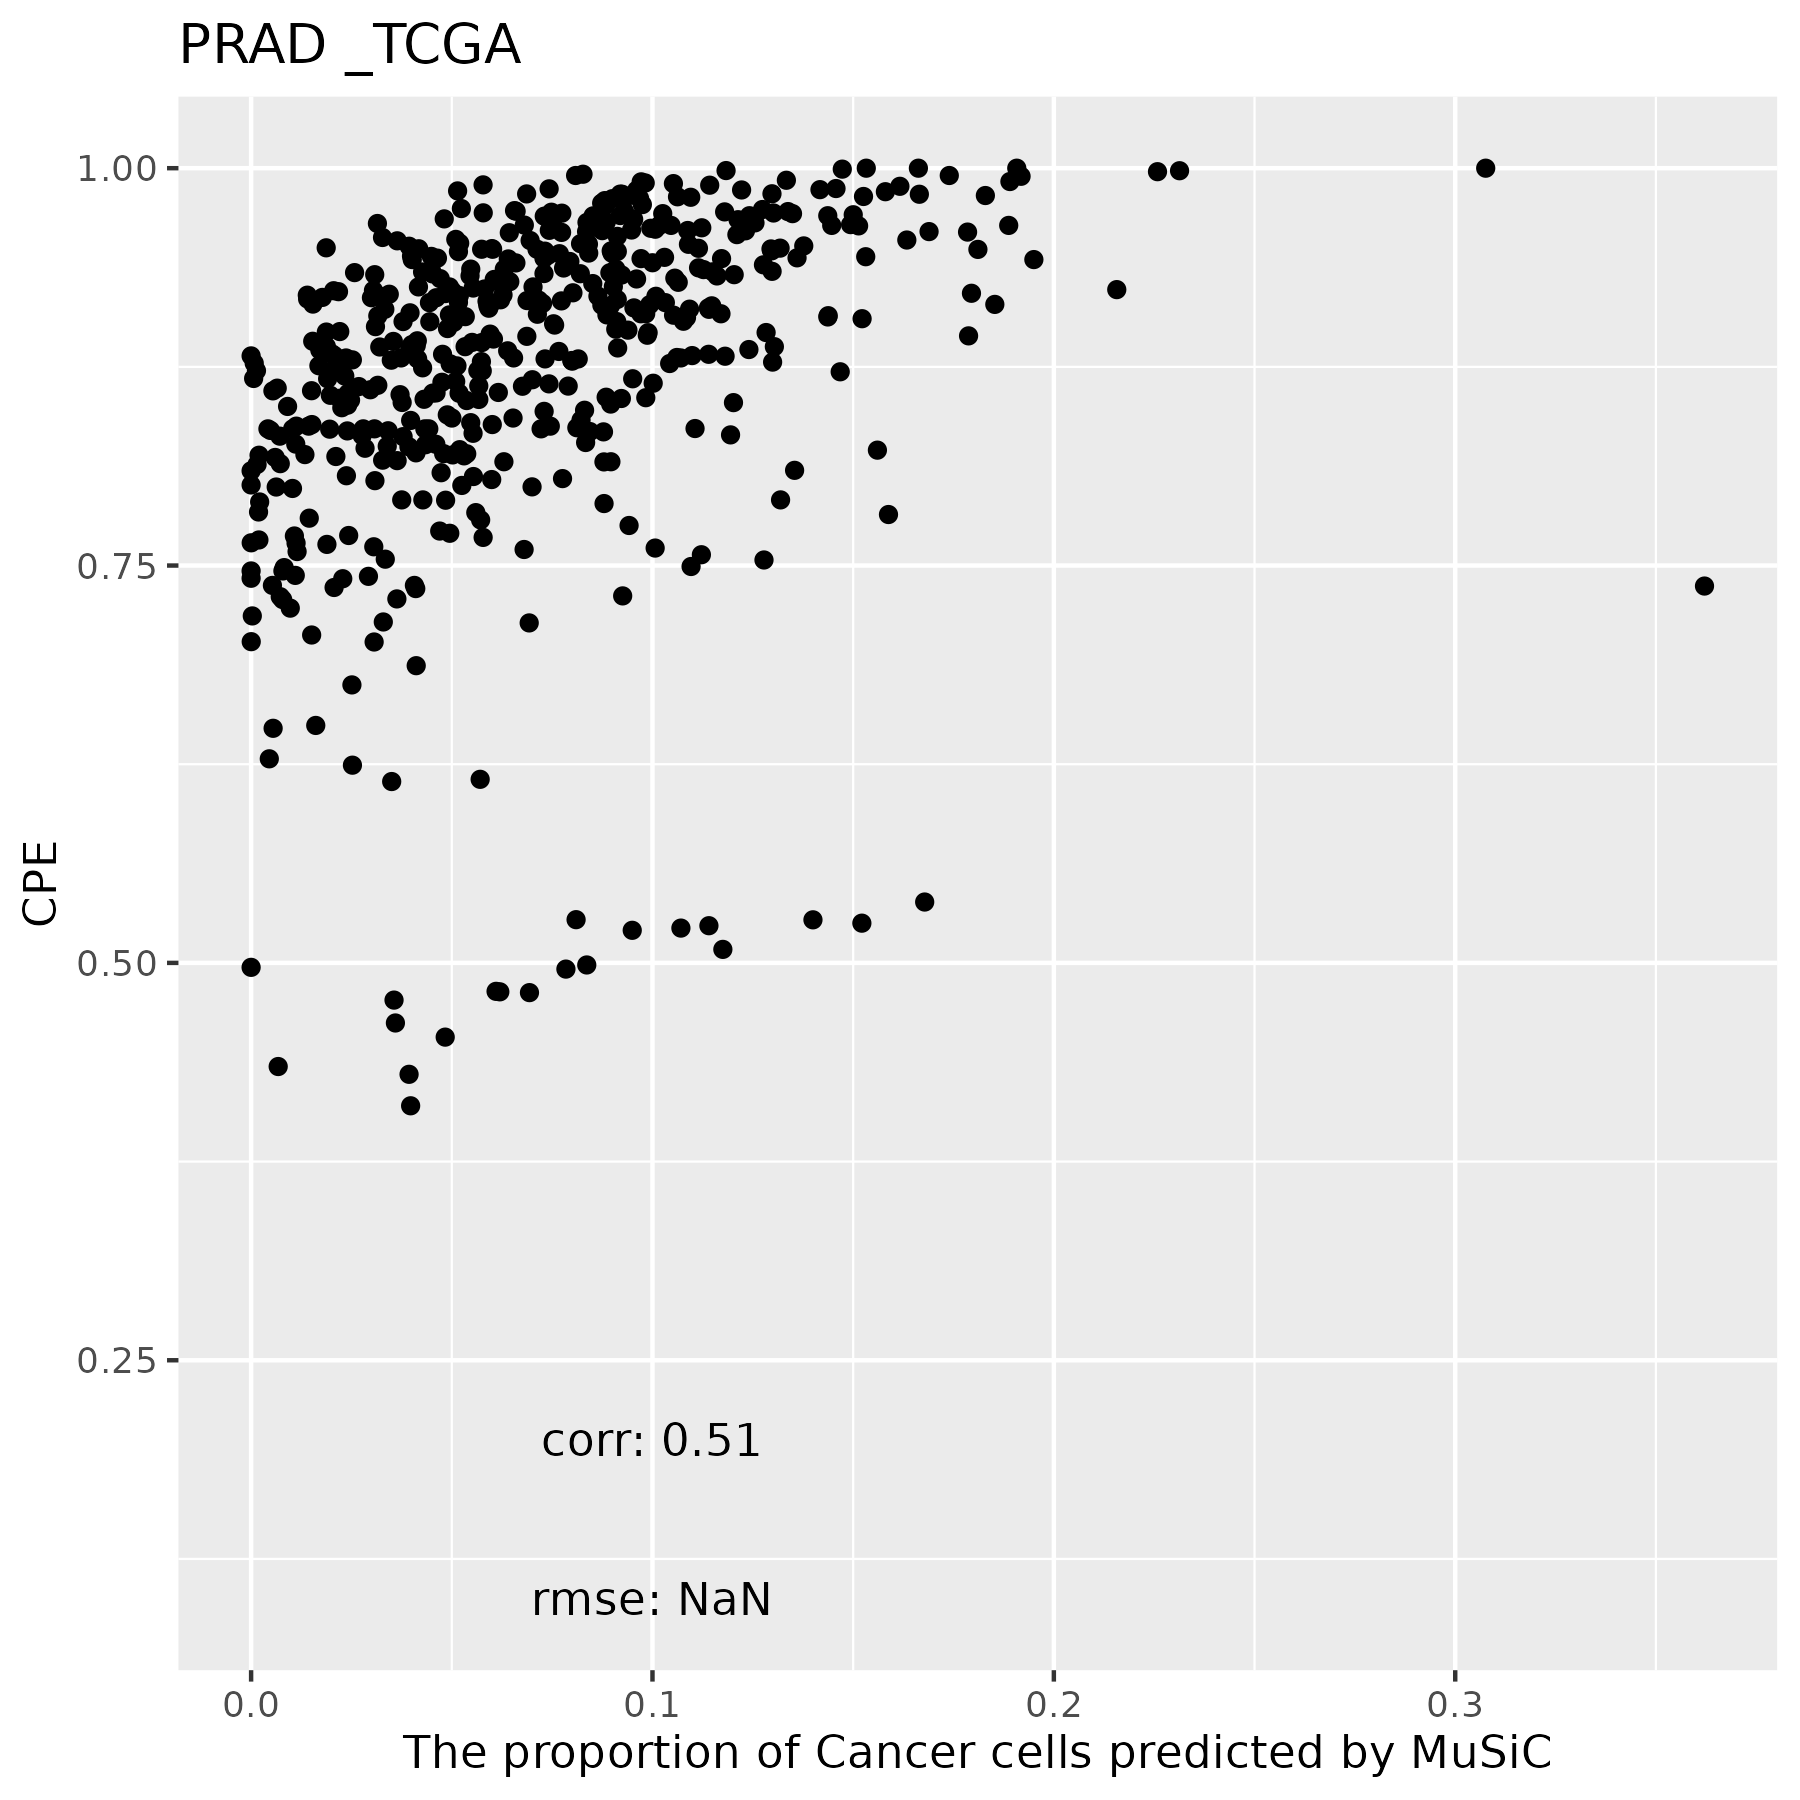 PRAD _TCGA
1.00
0.75
0.50
0.25
CPE
corr: 0.51
rmse: NaN
0.0 0.1 0.2 0.3
The proportion of Cancer cells predicted by MuSiC